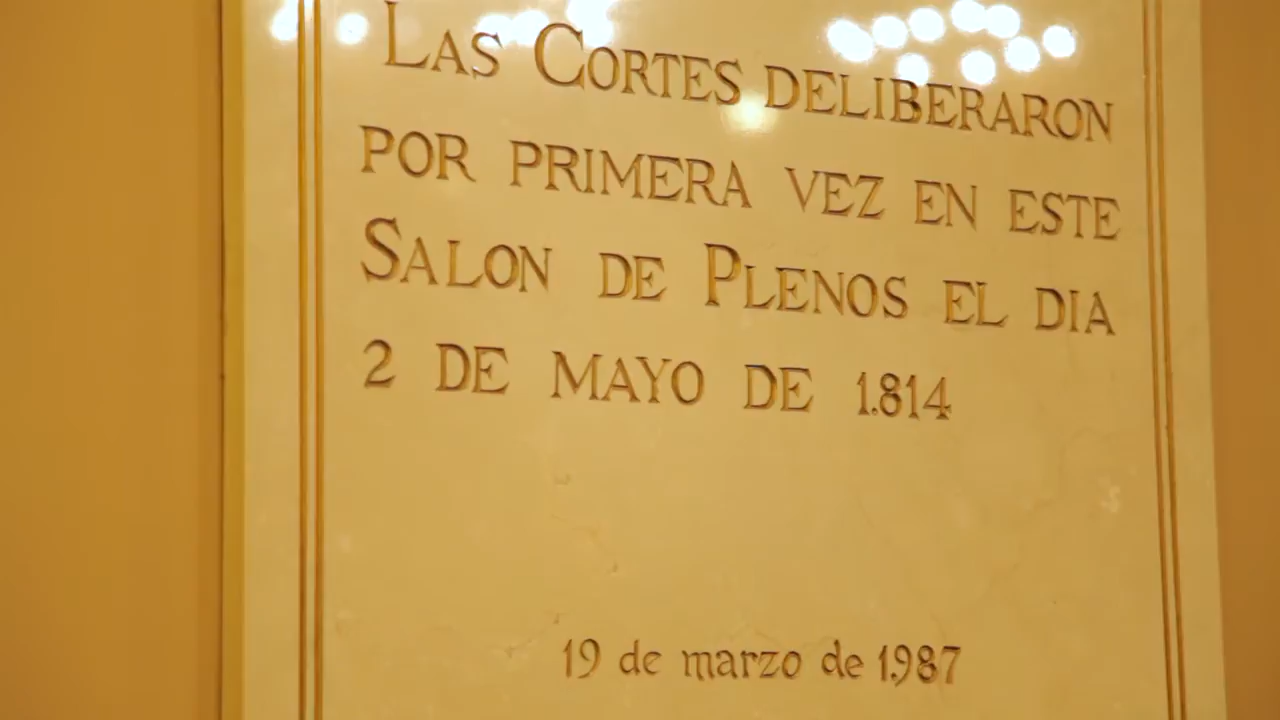 LAS CORTES DELIBERARON
POR PRIMERA VEZ EN ESTE
SALON DE PLENOS EL DIA
2 DE MAYO DE 1.814
19 de marzo de 1.987